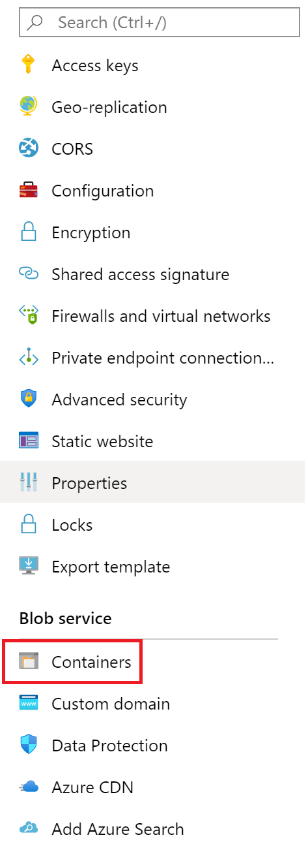 Search (Ctrl+/)
Access keys
Geo-replication
CORS
Configuration
Encryption
Shared access signature
Firewalls and virtual networks
Private endpoint connection...
Advanced security
Static website
Properties
Locks
Export template
Blob service
Containers
Custom domain
Data Protection
Azure CDN
Add Azure Search